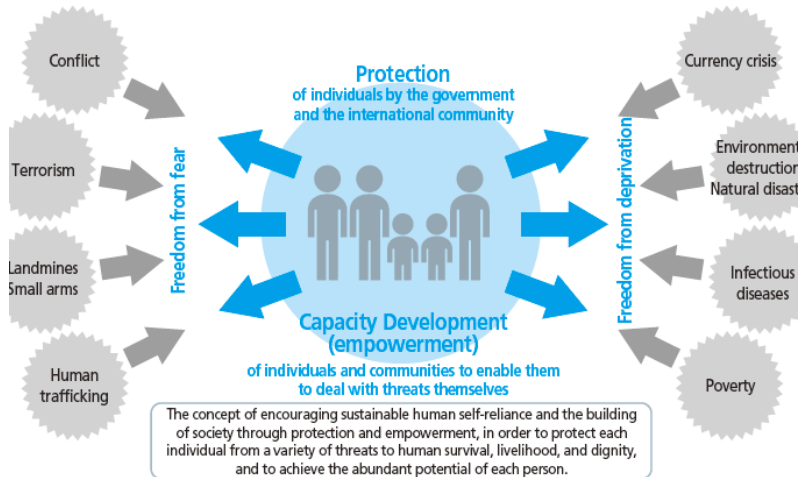 Conflict
Terrorism
Landmines
Small arms
Human
trafficking
Freedom from fear
Protection
of individuals by the government
and the international community
Capacity Development
(empowerment)
of individuals and communities to enable them
to deal with threats themselves
Freedom from deprivation
Currency crisis
Environment
destruction
Natural disast
Infectious
diseases
Poverty
The concept of encouraging sustainable human self-reliance and the building
of society through protection and empowerment, in order to protect each
individual from a variety of threats to human survival, livelihood, and dignity,
and to achieve the abundant potential of each person.